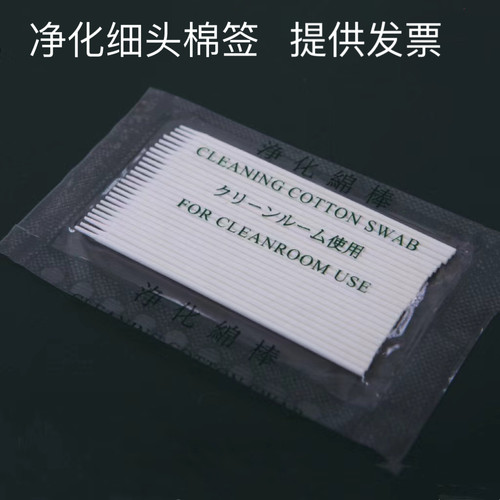 净化细头棉签 提供发票
净化綿棒
CLEANING COTTON SWAB
クリーンルーム使用
FOR CLEANROOM USE
净化綿棒